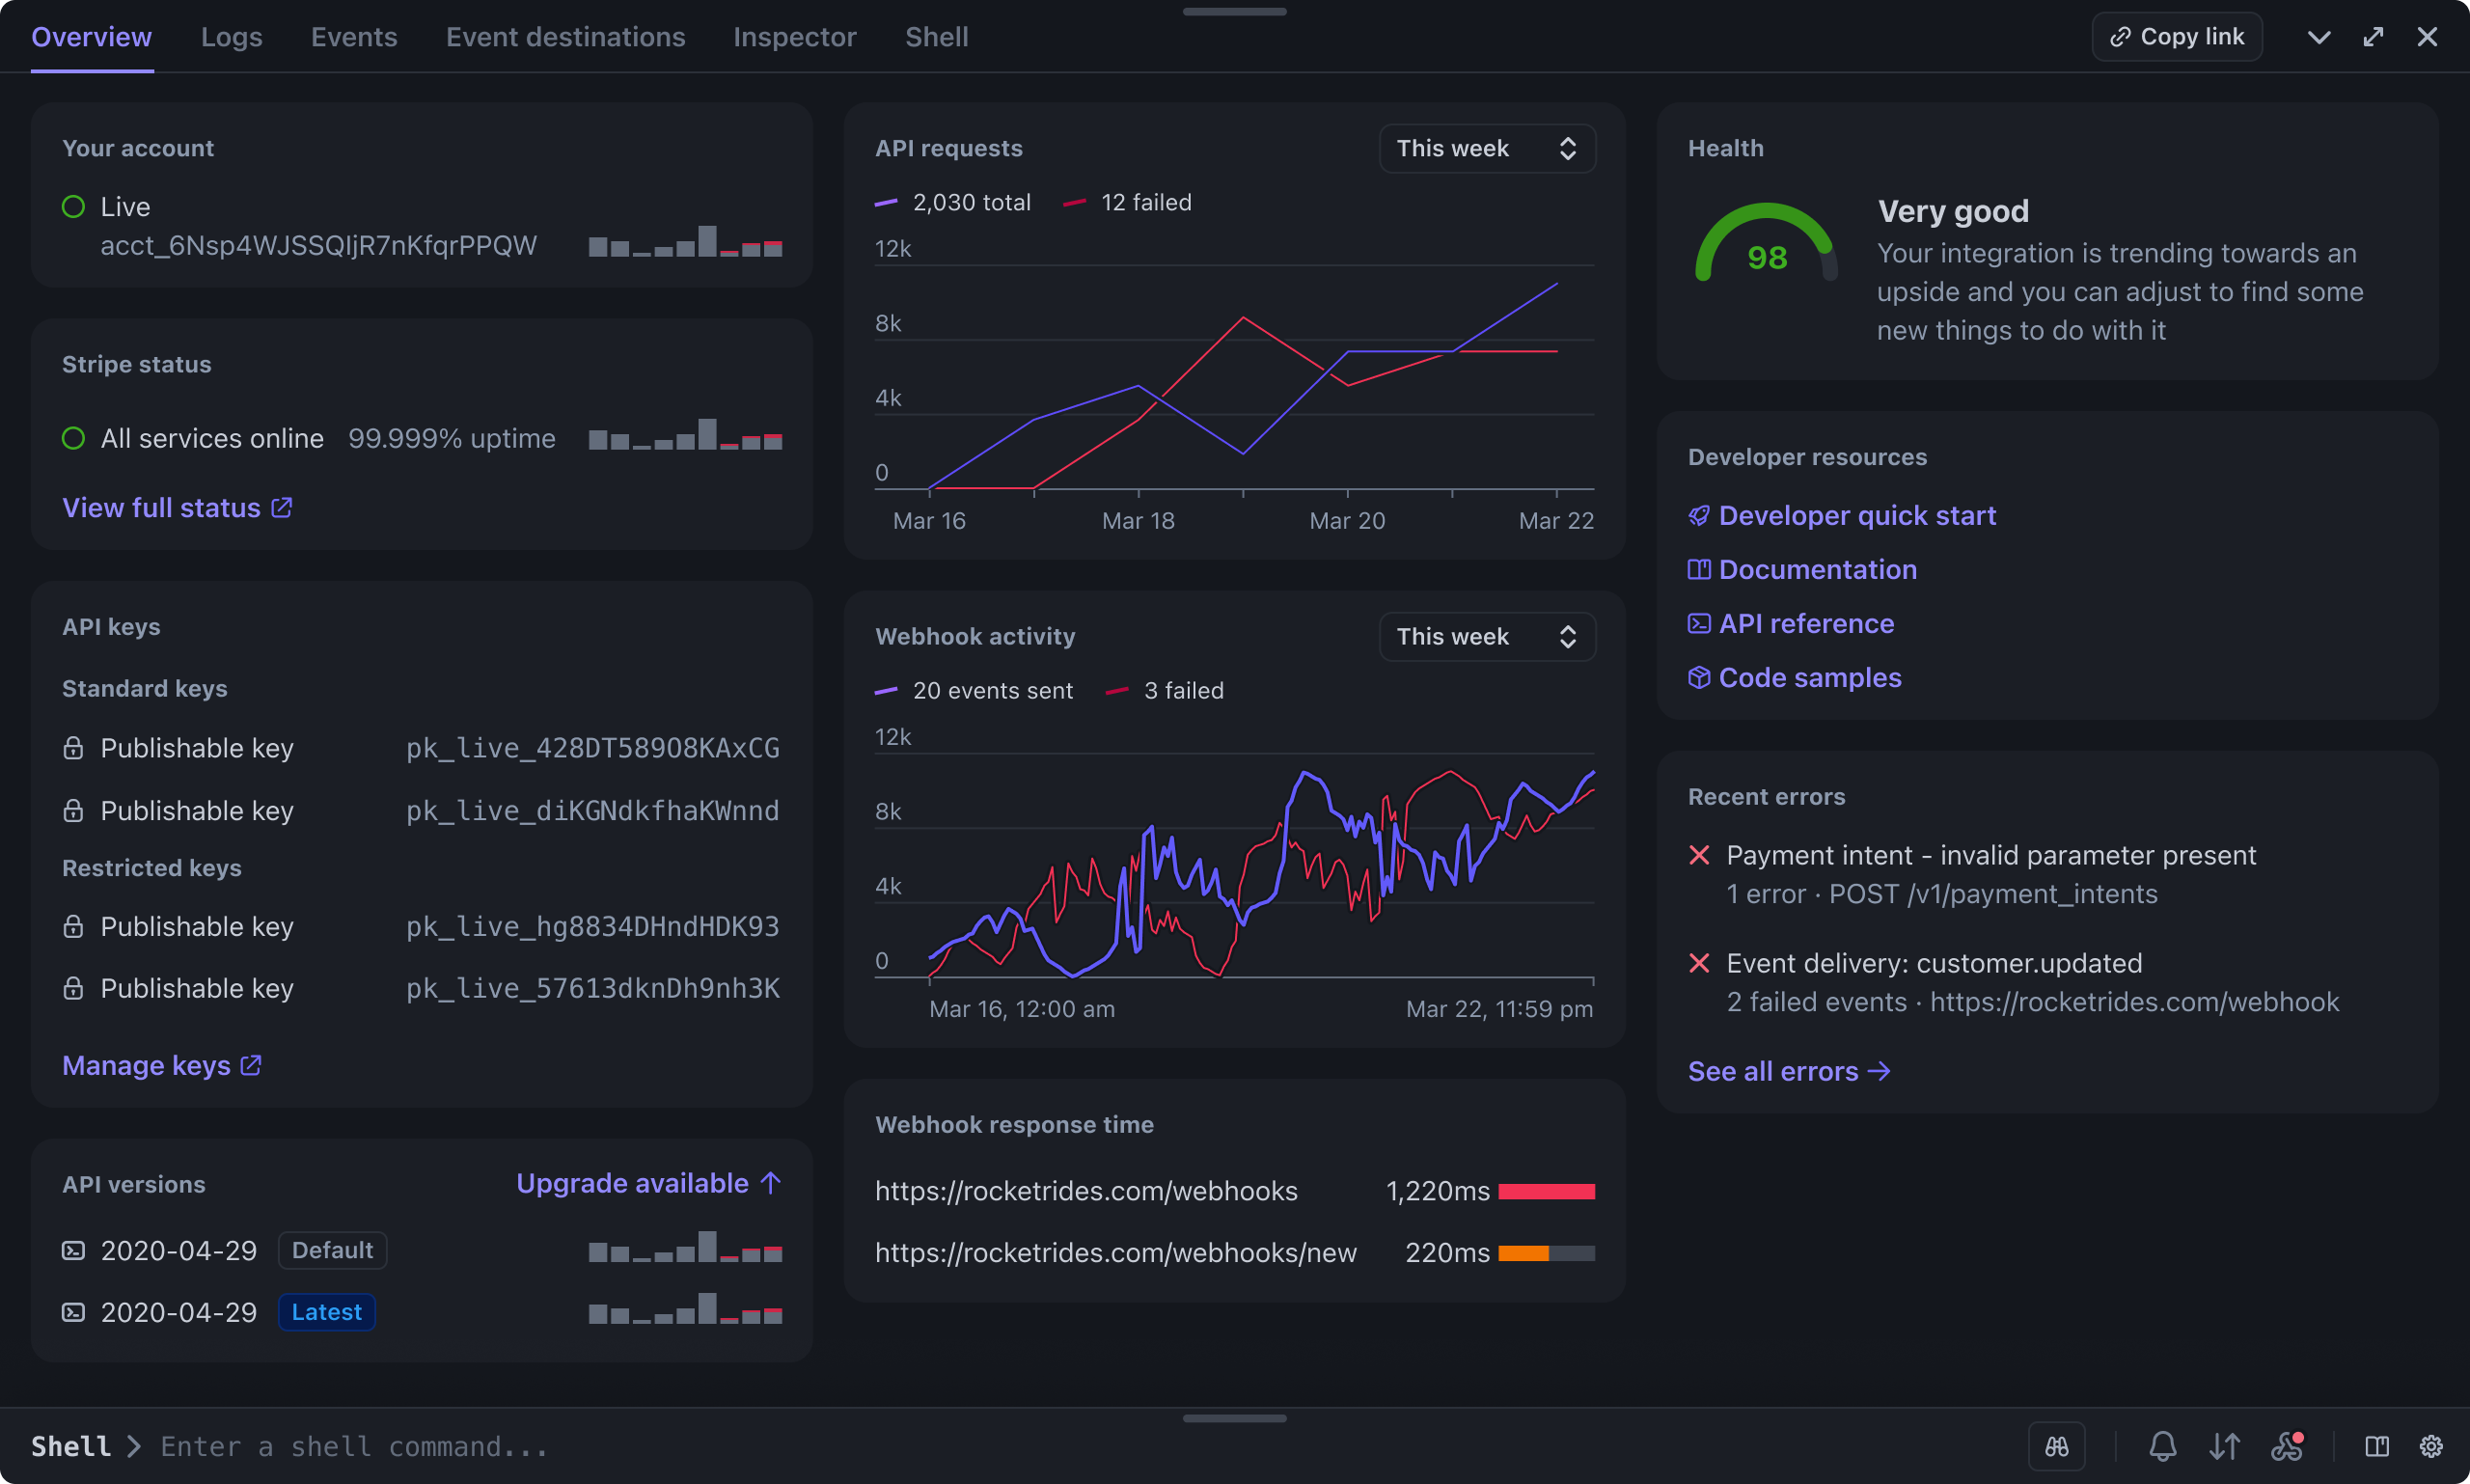 Overview
Logs
Events
Event destinations
Inspector
Shell
Copy link
Your account
Live
acct_6Nsp4WJSSQIjR7nKfqrPPQW
Stripe status
All services online 99.999% uptime
View full status
API keys
Standard keys
Publishable key pk_live_428DT589O8KAxCG
Publishable key pk_live_diKGNdkfhaKWnnd
Restricted keys
Publishable key pk_live_hg8834DHndHDK93
Publishable key pk_live_57613dknDh9nh3K
Manage keys
API versions
Upgrade available
2020-04-29 Default
2020-04-29 Latest
API requests
This week
2,030 total 12 failed
12k
8k
4k
0
Mar 16 Mar 18 Mar 20 Mar 22
Webhook activity
This week
20 events sent 3 failed
12k
8k
4k
0
Mar 16, 12:00 am Mar 22, 11:59 pm
Webhook response time
https://rocketrides.com/webhooks 1,220ms
https://rocketrides.com/webhooks/new 220ms
Health
98
Very good
Your integration is trending towards an
upside and you can adjust to find some
new things to do with it
Developer resources
Developer quick start
Documentation
API reference
Code samples
Recent errors
Payment intent - invalid parameter present
1 error · POST /v1/payment_intents
Event delivery: customer.updated
2 failed events · https://rocketrides.com/webhook
See all errors
Shell
Enter a shell command...